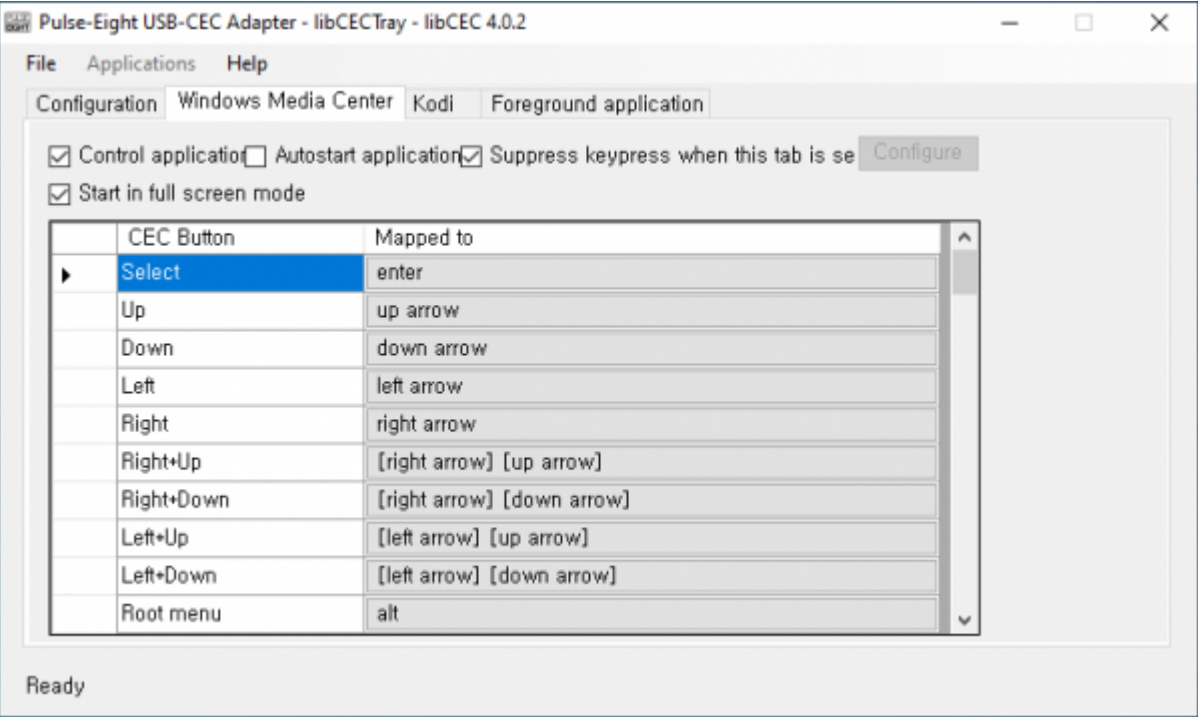 Pulse-Eight USB-CEC Adapter - libCECTray - libCEC 4.0.2
File Applications Help
Configuration Windows Media Center Kodi Foreground application
Control application Autostart application Suppress keypress when this tab is se Configure
Start in full screen mode
CEC Button Mapped to
Select enter
Up up arrow
Down down arrow
Left left arrow
Right right arrow
Right+Up [right arrow] [up arrow]
Right+Down [right arrow] [down arrow]
Left+Up [left arrow] [up arrow]
Left+Down [left arrow] [down arrow]
Root menu alt
Ready